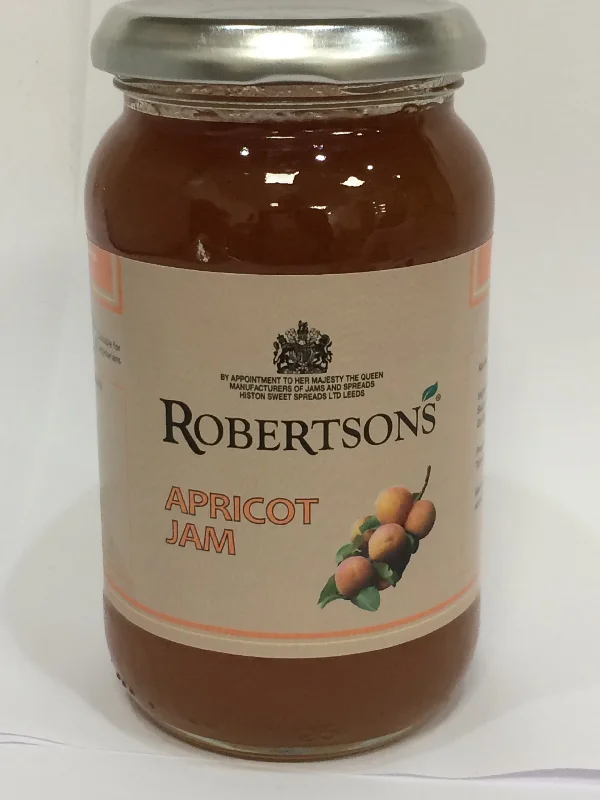 BY APPOINTMENT TO HER MAJESTY THE QUEEN
MANUFACTURERS OF JAMS AND SPREADS
HISTON SWEET SPREADS LTD LEEDS
ROBERTSON'S®
APRICOT
JAM